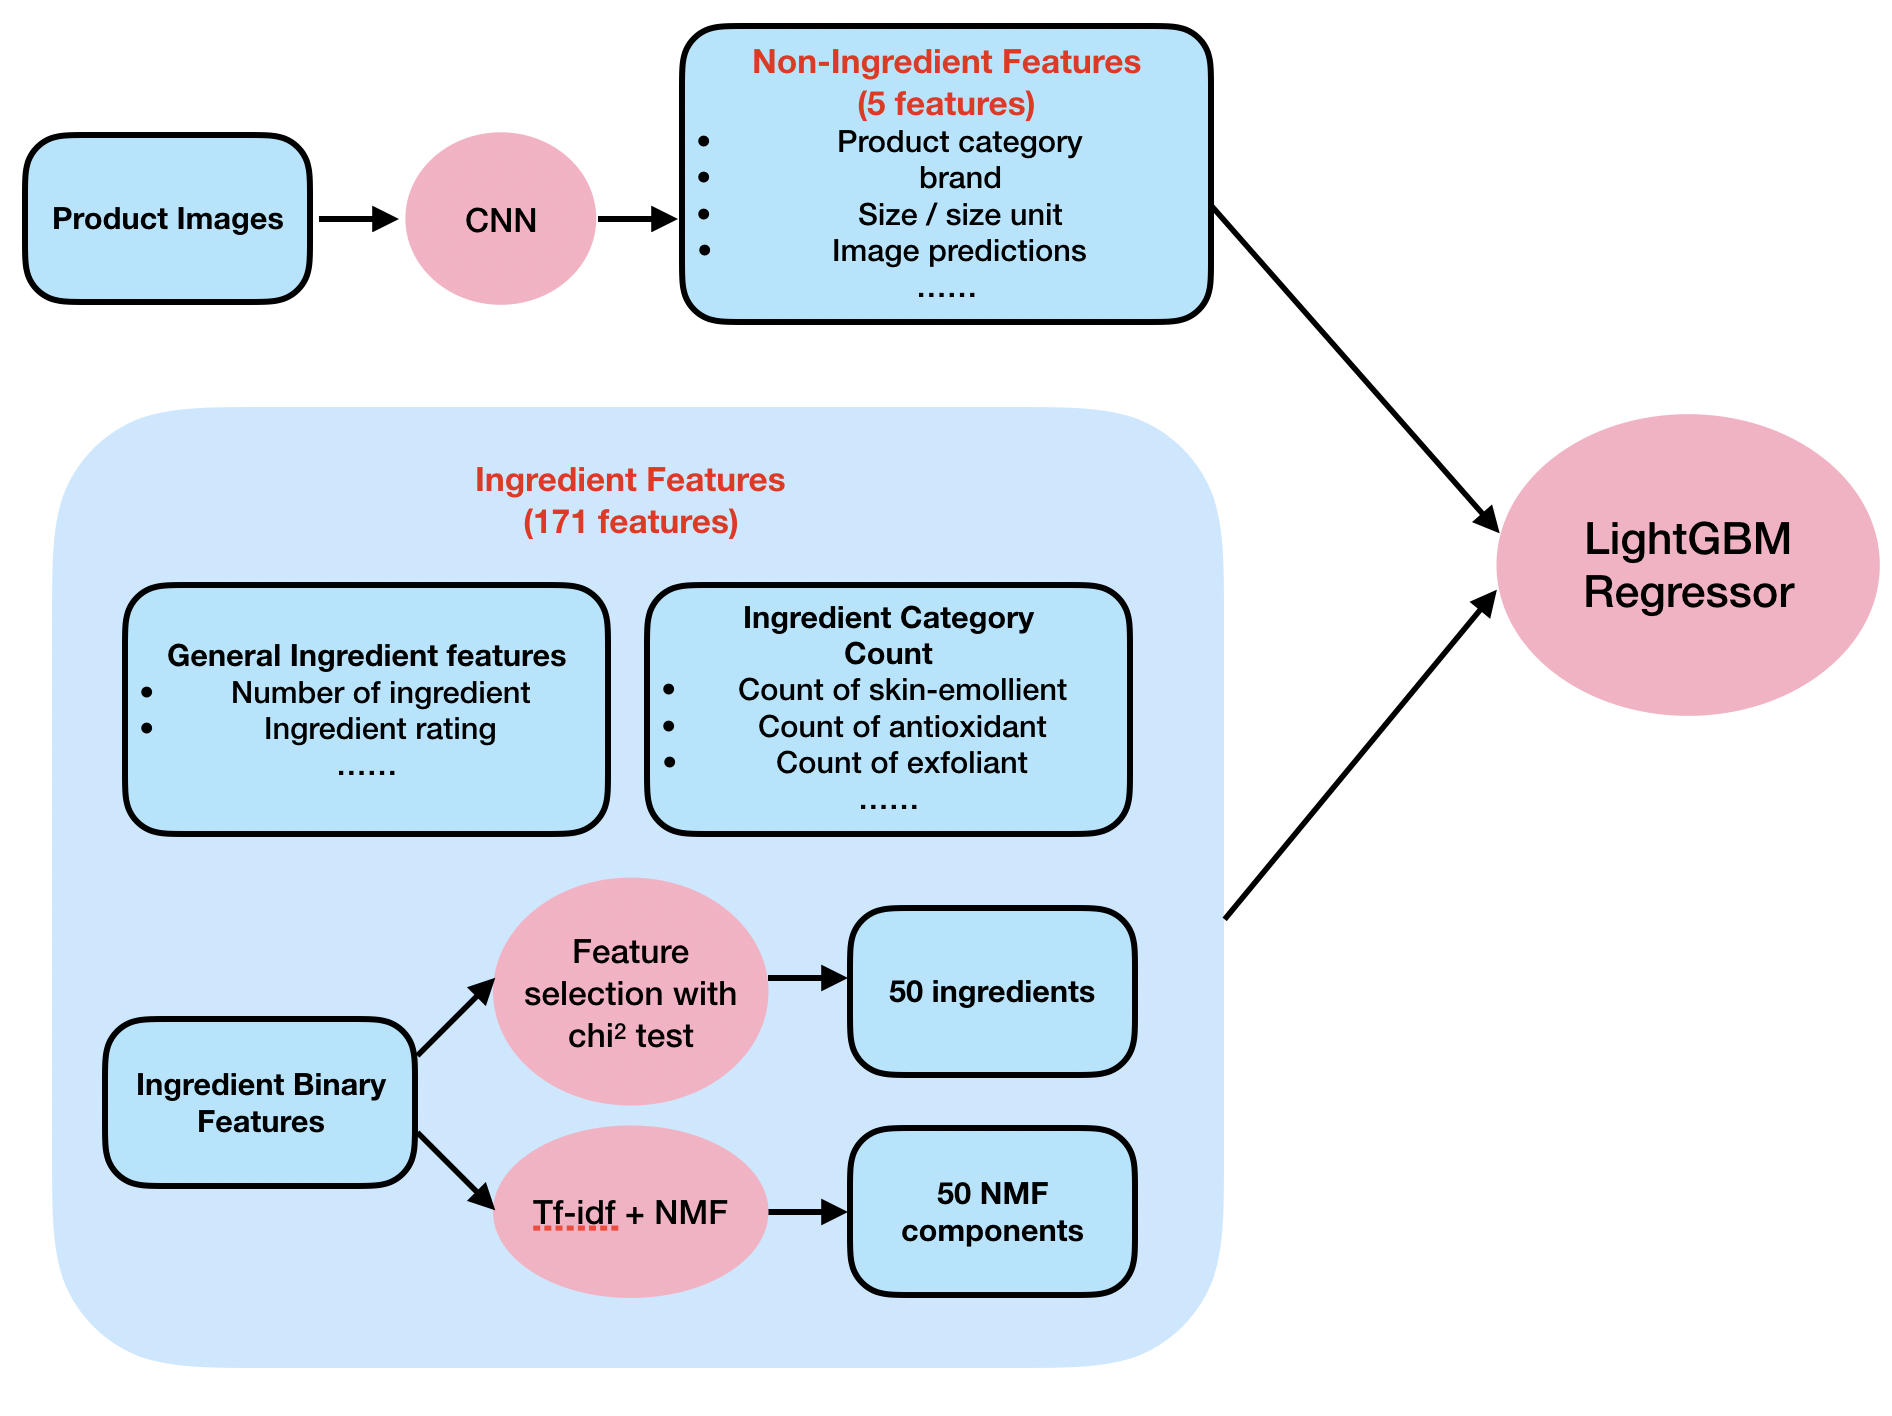 Product Images
CNN
Non-Ingredient Features
(5 features)
• Product category
• brand
• Size / size unit
• Image predictions
......
Ingredient Features
(171 features)
General Ingredient features
• Number of ingredient
• Ingredient rating
......
Ingredient Category
Count
• Count of skin-emollient
• Count of antioxidant
• Count of exfoliant
......
Ingredient Binary
Features
Feature
selection with
chi² test
50 ingredients
Tf-idf + NMF
50 NMF
components
LightGBM
Regressor